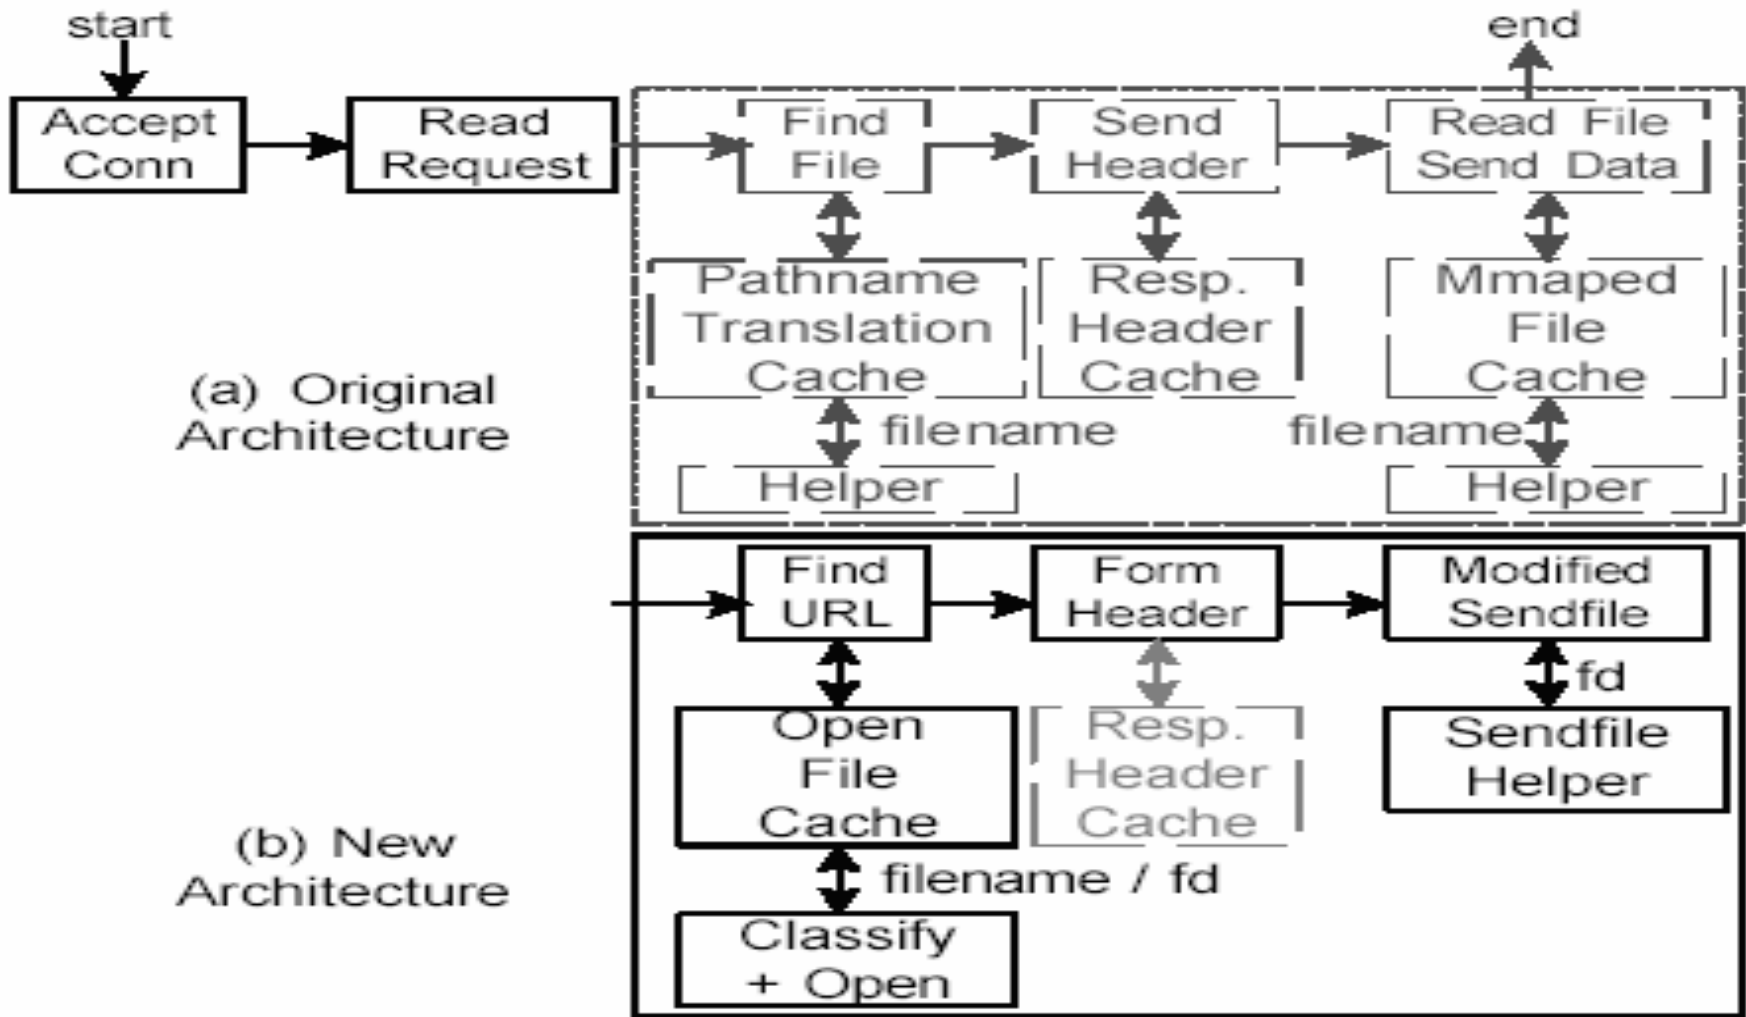 start
end
Accept
Conn
Read
Request
Find
File
Send
Header
Read File
Send Data
Pathname
Translation
Cache
Resp.
Header
Cache
Mmaped
File
Cache
(a) Original
Architecture
filename
filename
Helper
Helper
Find
URL
Form
Header
Modified
Sendfile
fd
Open
File
Cache
Resp.
Header
Cache
Sendfile
Helper
(b) New
Architecture
filename / fd
Classify
+ Open